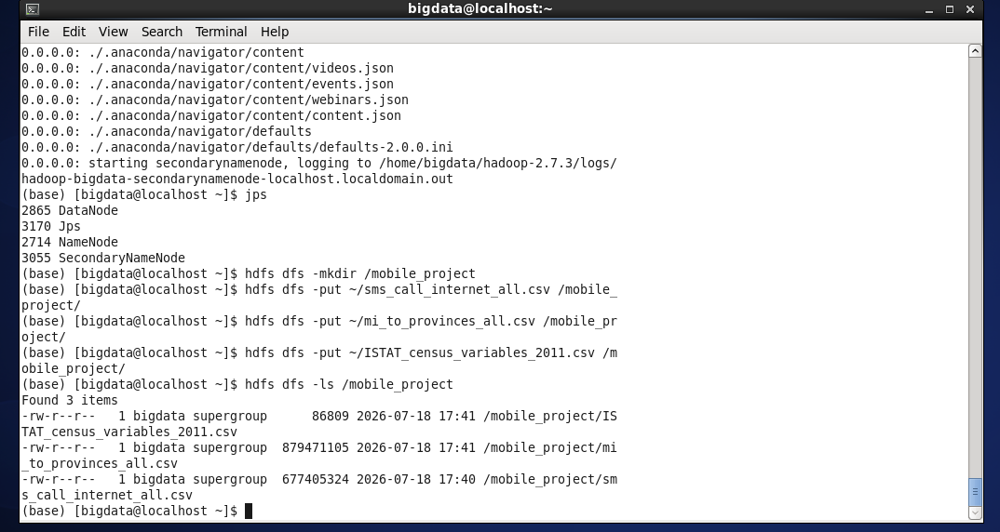 bigdata@localhost:~
File Edit View Search Terminal Help
0.0.0.0: ./.anaconda/navigator/content
0.0.0.0: ./.anaconda/navigator/content/videos.json
0.0.0.0: ./.anaconda/navigator/content/events.json
0.0.0.0: ./.anaconda/navigator/content/webinars.json
0.0.0.0: ./.anaconda/navigator/content/content.json
0.0.0.0: ./.anaconda/navigator/defaults
0.0.0.0: ./.anaconda/navigator/defaults/defaults-2.0.0.ini
0.0.0.0: starting secondarynamenode, logging to /home/bigdata/hadoop-2.7.3/logs/
hadoop-bigdata-secondarynamenode-localhost.localdomain.out
(base) [bigdata@localhost ~]$ jps
2865 DataNode
3170 Jps
2714 NameNode
3055 SecondaryNameNode
(base) [bigdata@localhost ~]$ hdfs dfs -mkdir /mobile_project
(base) [bigdata@localhost ~]$ hdfs dfs -put ~/sms_call_internet_all.csv /mobile_
project/
(base) [bigdata@localhost ~]$ hdfs dfs -put ~/mi_to_provinces_all.csv /mobile_pr
oject/
(base) [bigdata@localhost ~]$ hdfs dfs -put ~/ISTAT_census_variables_2011.csv /m
obile_project/
(base) [bigdata@localhost ~]$ hdfs dfs -ls /mobile_project
Found 3 items
-rw-r--r--   1 bigdata supergroup      86809 2026-07-18 17:41 /mobile_project/IS
TAT_census_variables_2011.csv
-rw-r--r--   1 bigdata supergroup  879471105 2026-07-18 17:41 /mobile_project/mi
_to_provinces_all.csv
-rw-r--r--   1 bigdata supergroup  677405324 2026-07-18 17:40 /mobile_project/sm
s_call_internet_all.csv
(base) [bigdata@localhost ~]$